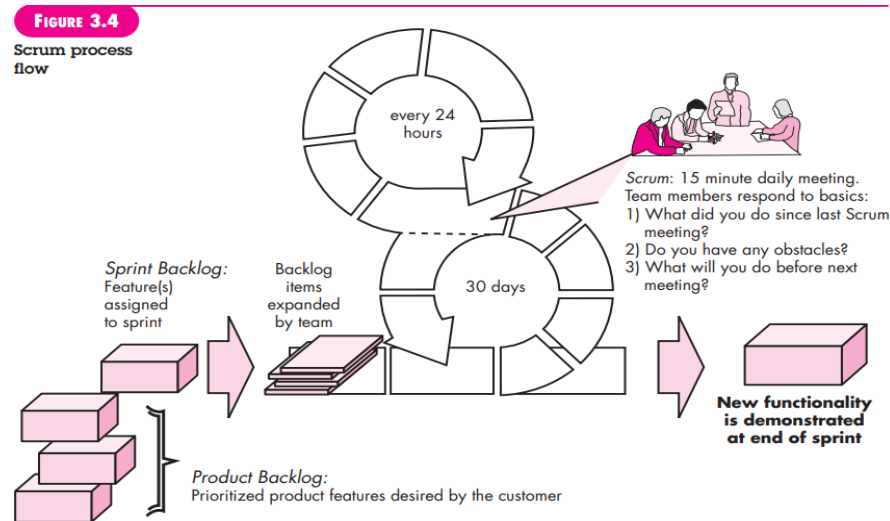 FIGURE 3.4
Scrum process
flow
every 24
hours
Scrum: 15 minute daily meeting.
Team members respond to basics:
1) What did you do since last Scrum
meeting?
2) Do you have any obstacles?
3) What will you do before next
meeting?
Sprint Backlog:
Feature(s)
assigned
to sprint
Backlog
items
expanded
by team
30 days
New functionality
is demonstrated
at end of sprint
Product Backlog:
Prioritized product features desired by the customer